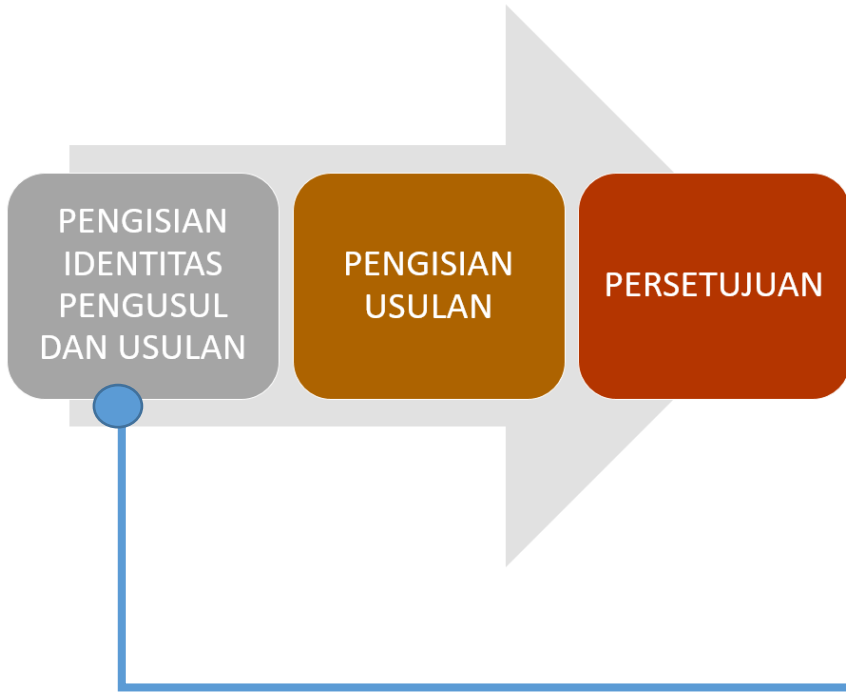 PENGISIAN
IDENTITAS
PENGUSUL
DAN USULAN
PENGISIAN
USULAN
PERSETUJUAN